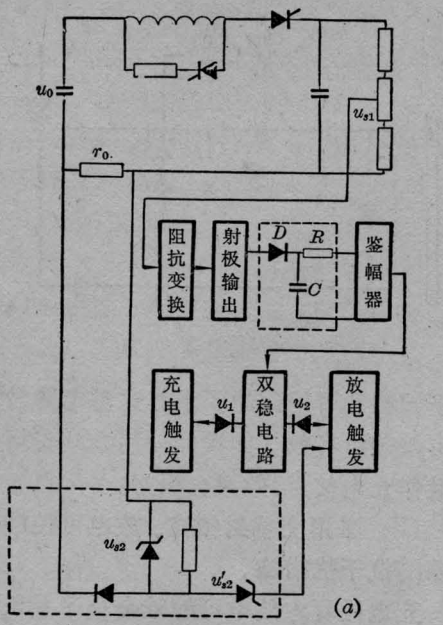 u₀
u_{s1}
r₀.
阻抗变换
射极输出
D
R
C
鉴幅器
充电触发
u₁
双稳电路
u₂
放电触发
u_{s2}
u'_{s2}
(a)